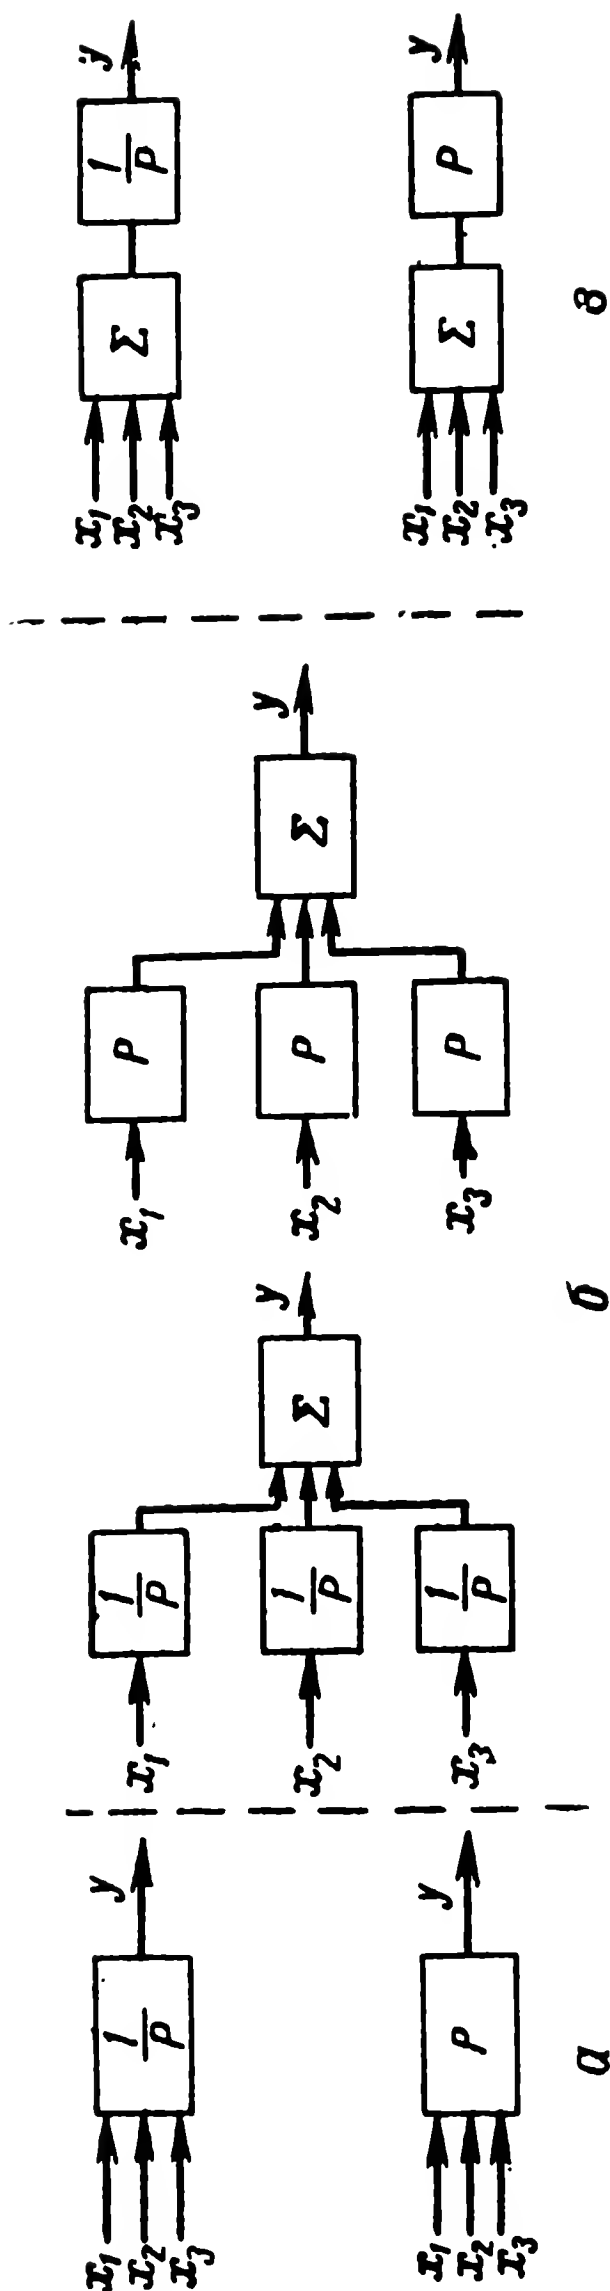 x₁
x₂
x₃
1/p
y
x₁
x₂
x₃
p
y
а
x₁
1/p
x₂
1/p
x₃
1/p
Σ
y
x₁
p
x₂
p
x₃
p
Σ
y
б
x₁
x₂
x₃
Σ
1/p
y
x₁
x₂
x₃
Σ
p
y
в